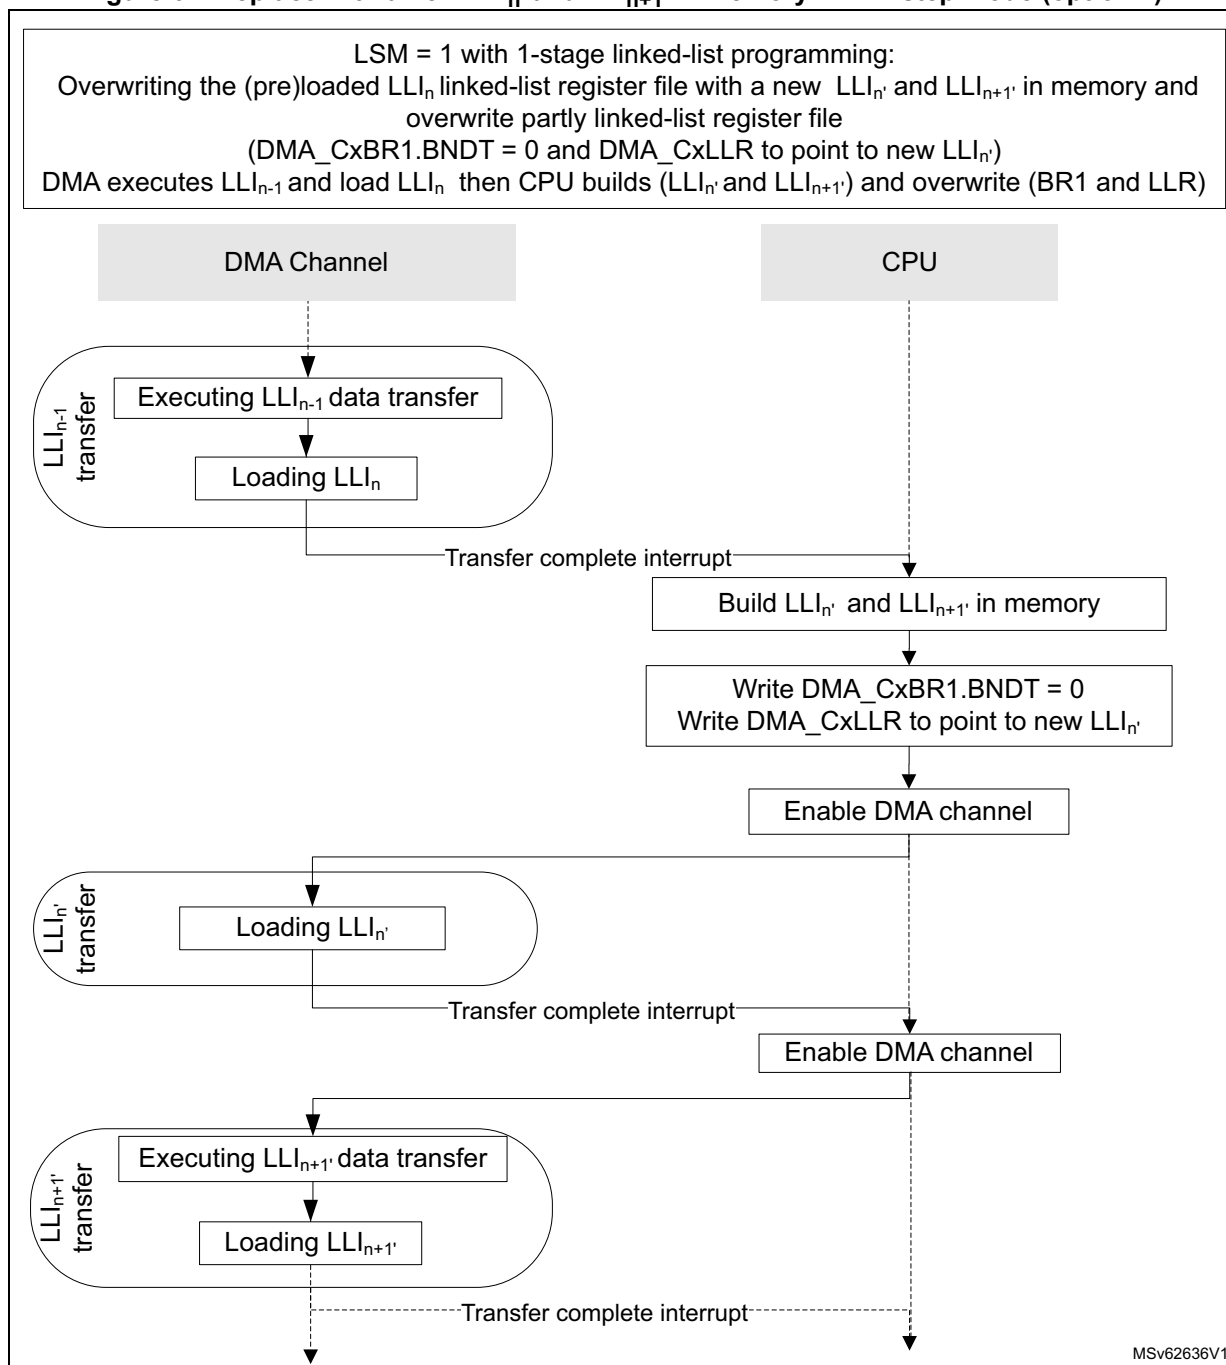 LSM = 1 with 1-stage linked-list programming:
Overwriting the (pre)loaded LLIn linked-list register file with a new LLIn' and LLIn+1' in memory and
overwrite partly linked-list register file
(DMA_CxBR1.BNDT = 0 and DMA_CxLLR to point to new LLIn')
DMA executes LLIn-1 and load LLIn then CPU builds (LLIn' and LLIn+1') and overwrite (BR1 and LLR)
DMA Channel
CPU
LLIn-1
transfer
Executing LLIn-1 data transfer
Loading LLIn
Transfer complete interrupt
Build LLIn' and LLIn+1' in memory
Write DMA_CxBR1.BNDT = 0
Write DMA_CxLLR to point to new LLIn'
Enable DMA channel
LLIn'
transfer
Loading LLIn'
Transfer complete interrupt
Enable DMA channel
LLIn+1'
transfer
Executing LLIn+1' data transfer
Loading LLIn+1'
Transfer complete interrupt
MSv62636V1